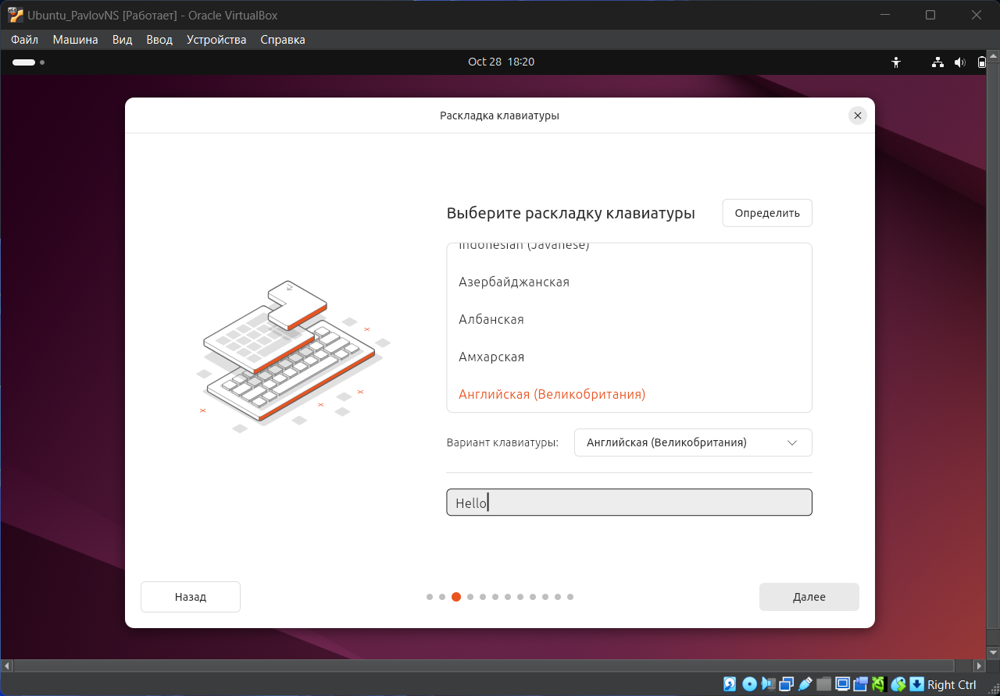 Ubuntu_PavlovNS [Работает] - Oracle VirtualBox
Файл Машина Вид Ввод Устройства Справка
Oct 28 18:20
Раскладка клавиатуры
Выберите раскладку клавиатуры
Определить
Indonesian (Javanese)
Азербайджанская
Албанская
Амхарская
Английская (Великобритания)
Вариант клавиатуры: Английская (Великобритания)
Hello
Назад
Далее
Right Ctrl